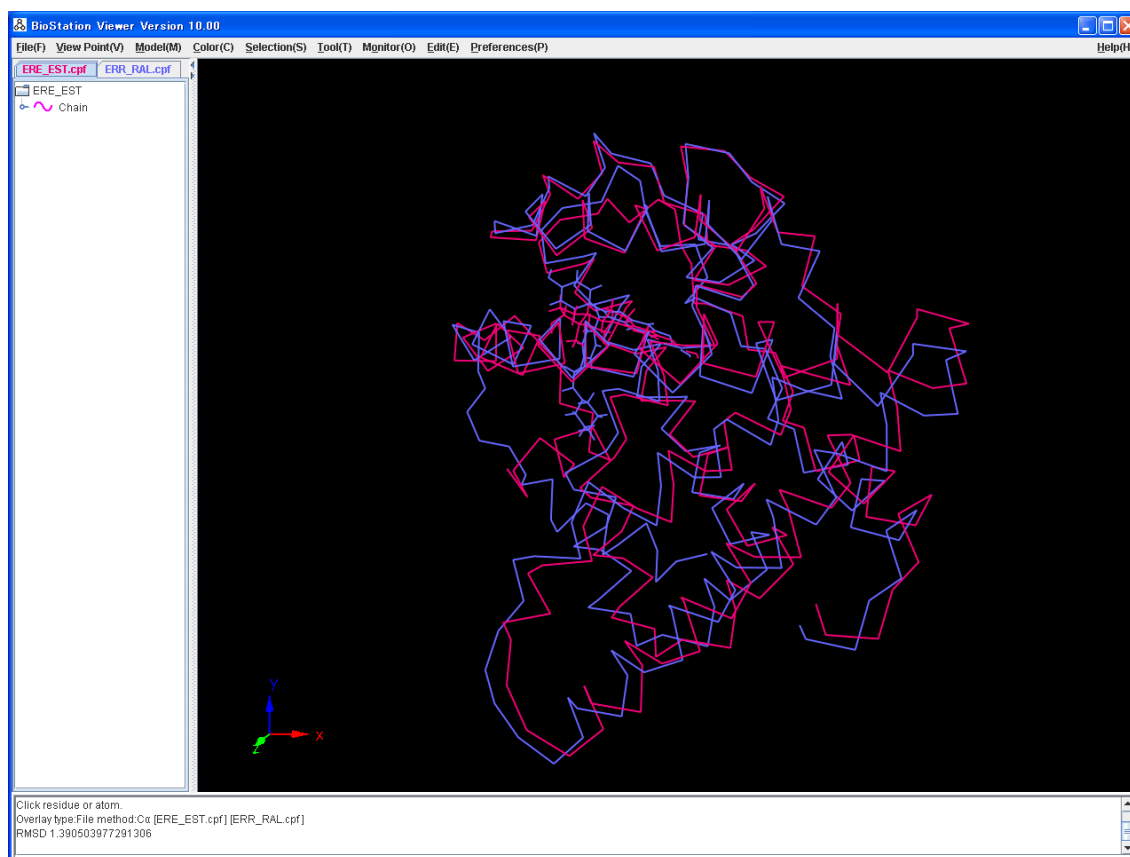 BioStation Viewer Version 10.00
File(F) View Point(V) Model(M) Color(C) Selection(S) Tool(T) Monitor(O) Edit(E) Preferences(P) Help(H
ERE_EST.cpf ERR_RAL.cpf
ERE_EST
Chain
y
x
z
Click residue or atom.
Overlay type:File method:Cα [ERE_EST.cpf] [ERR_RAL.cpf]
RMSD 1.390503977291306